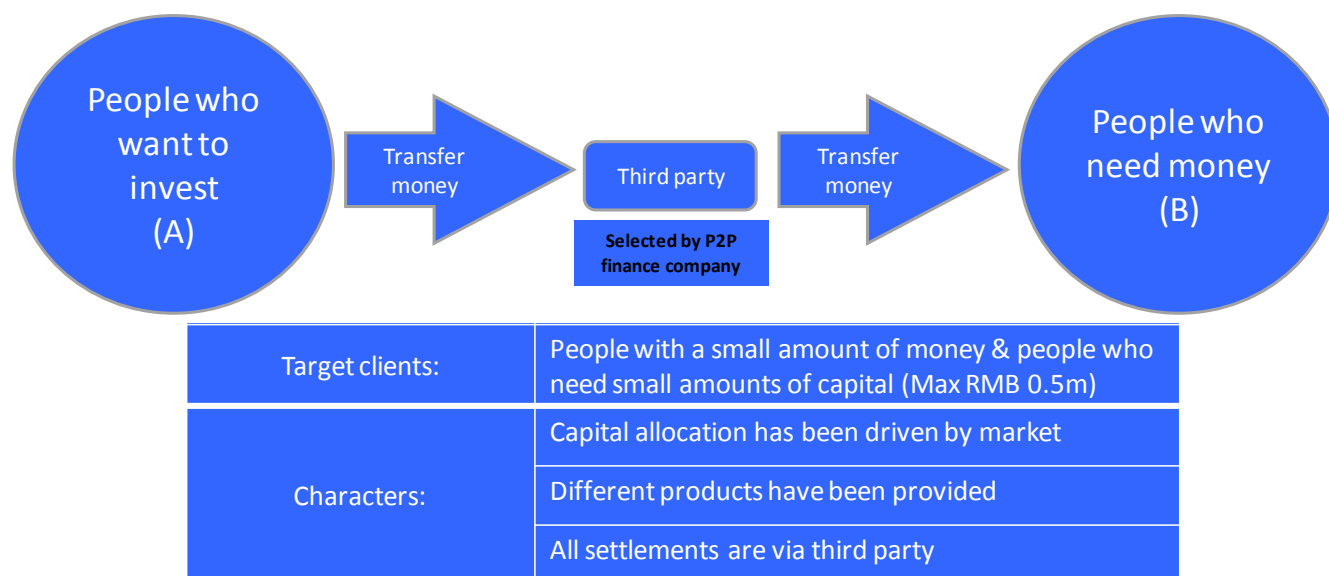 People who
want to
invest
(A)
Transfer
money
Third party
Selected by P2P
finance company
Transfer
money
People who
need money
(B)
Target clients:
People with a small amount of money & people who
need small amounts of capital (Max RMB 0.5m)
Characters:
Capital allocation has been driven by market
Different products have been provided
All settlements are via third party